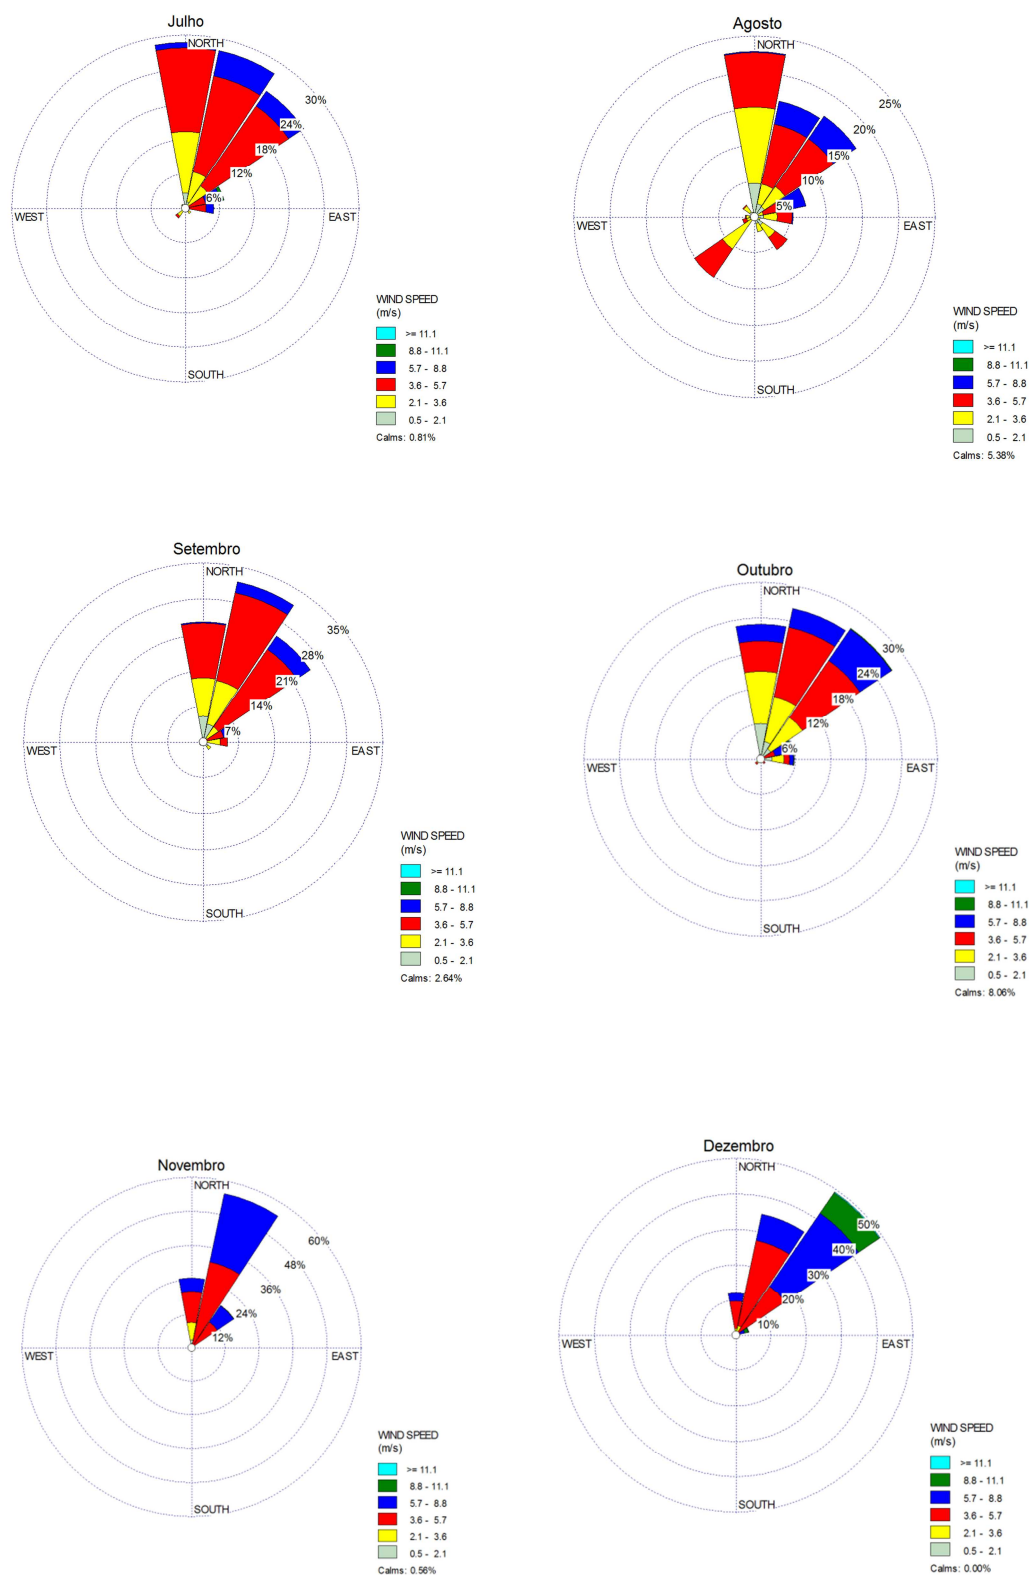 Julho
NORTH
30%
24%
18%
12%
6%
WEST
EAST
SOUTH
WIND SPEED
(m/s)
>= 11.1
8.8 - 11.1
5.7 - 8.8
3.6 - 5.7
2.1 - 3.6
0.5 - 2.1
Calms: 0.81%
Agosto
NORTH
25%
20%
15%
10%
5%
WEST
EAST
SOUTH
WIND SPEED
(m/s)
>= 11.1
8.8 - 11.1
5.7 - 8.8
3.6 - 5.7
2.1 - 3.6
0.5 - 2.1
Calms: 5.38%
Setembro
NORTH
35%
28%
21%
14%
7%
WEST
EAST
SOUTH
WIND SPEED
(m/s)
>= 11.1
8.8 - 11.1
5.7 - 8.8
3.6 - 5.7
2.1 - 3.6
0.5 - 2.1
Calms: 2.64%
Outubro
NORTH
30%
24%
18%
12%
6%
WEST
EAST
SOUTH
WIND SPEED
(m/s)
>= 11.1
8.8 - 11.1
5.7 - 8.8
3.6 - 5.7
2.1 - 3.6
0.5 - 2.1
Calms: 8.06%
Novembro
NORTH
60%
48%
36%
24%
12%
WEST
EAST
SOUTH
WIND SPEED
(m/s)
>= 11.1
8.8 - 11.1
5.7 - 8.8
3.6 - 5.7
2.1 - 3.6
0.5 - 2.1
Calms: 0.56%
Dezembro
NORTH
50%
40%
30%
20%
10%
WEST
EAST
SOUTH
WIND SPEED
(m/s)
>= 11.1
8.8 - 11.1
5.7 - 8.8
3.6 - 5.7
2.1 - 3.6
0.5 - 2.1
Calms: 0.00%